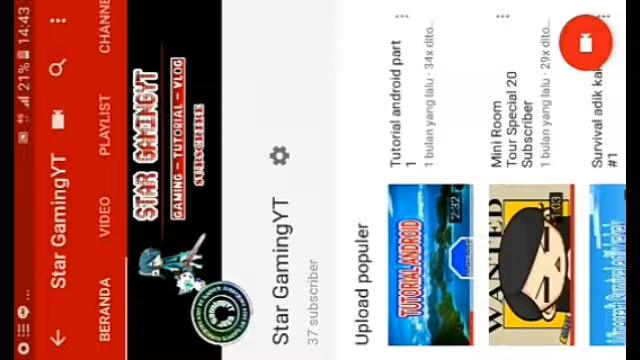 21% 14:43
Star GamingYT
BERANDA VIDEO PLAYLIST CHANNE
STAR GAMINGYT
GAMING - TUTORIAL - VLOG
SUBSCRIBE
Star GamingYT
37 subscriber
Upload populer
TUTORIAL ANDROID
2:32
Tutorial android part
1
1 bulan yang lalu · 34x dito...
WANTED
Mini Room
Tour Special 20
Subscriber
1 bulan yang lalu · 29x dito...
Survival adik ka
#1